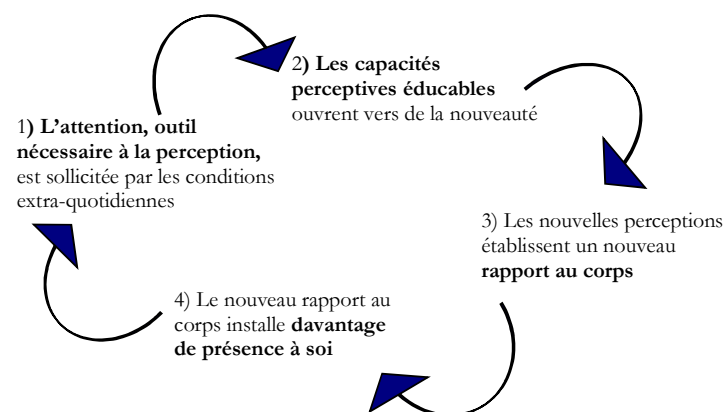 1) L'attention, outil
nécessaire à la perception,
est sollicitée par les conditions
extra-quotidiennes
2) Les capacités
perceptives éducables
ouvrent vers de la nouveauté
3) Les nouvelles perceptions
établissent un nouveau
rapport au corps
4) Le nouveau rapport au
corps installe davantage
de présence à soi